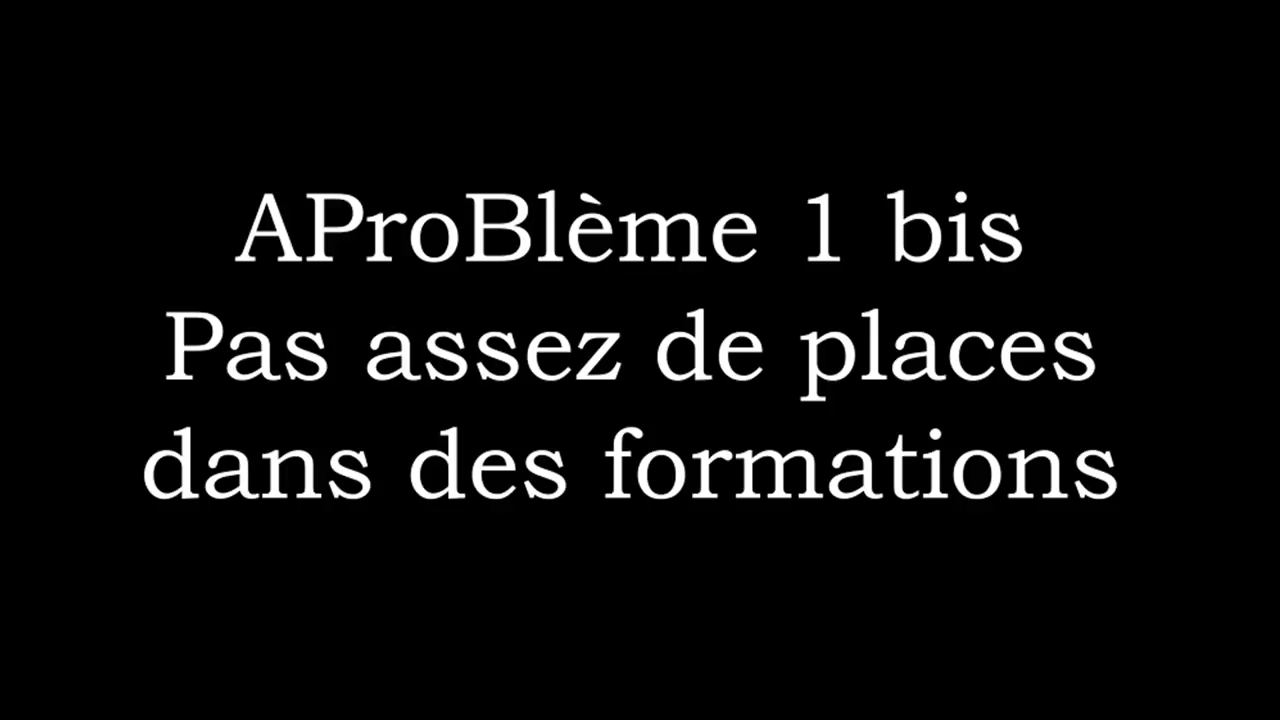 AProBlème 1 bis
Pas assez de places
dans des formations